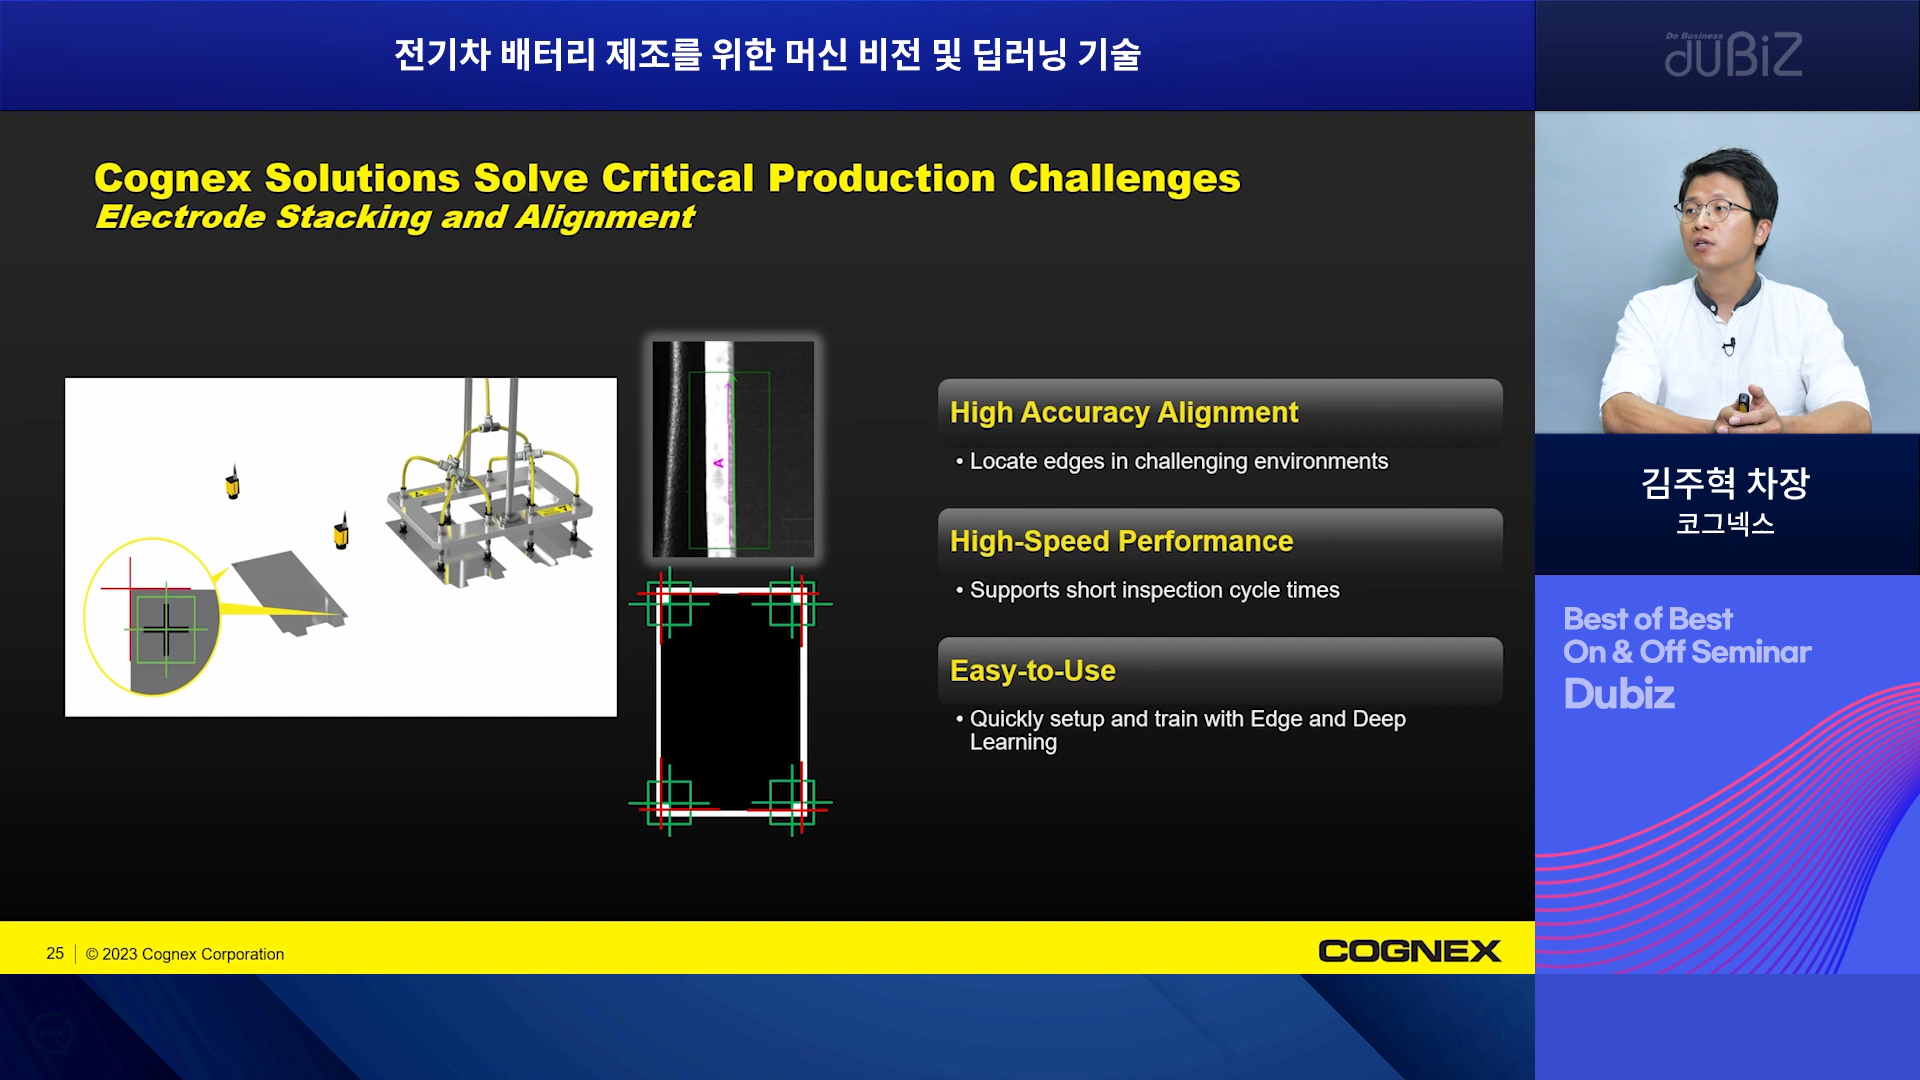 전기차 배터리 제조를 위한 머신 비전 및 딥러닝 기술
Do Business
duBiZ
Cognex Solutions Solve Critical Production Challenges
Electrode Stacking and Alignment
A
High Accuracy Alignment
• Locate edges in challenging environments
High-Speed Performance
• Supports short inspection cycle times
Easy-to-Use
• Quickly setup and train with Edge and Deep
Learning
25
© 2023 Cognex Corporation
COGNEX
김주혁 차장
코그넥스
Best of Best
On & Off Seminar
Dubiz